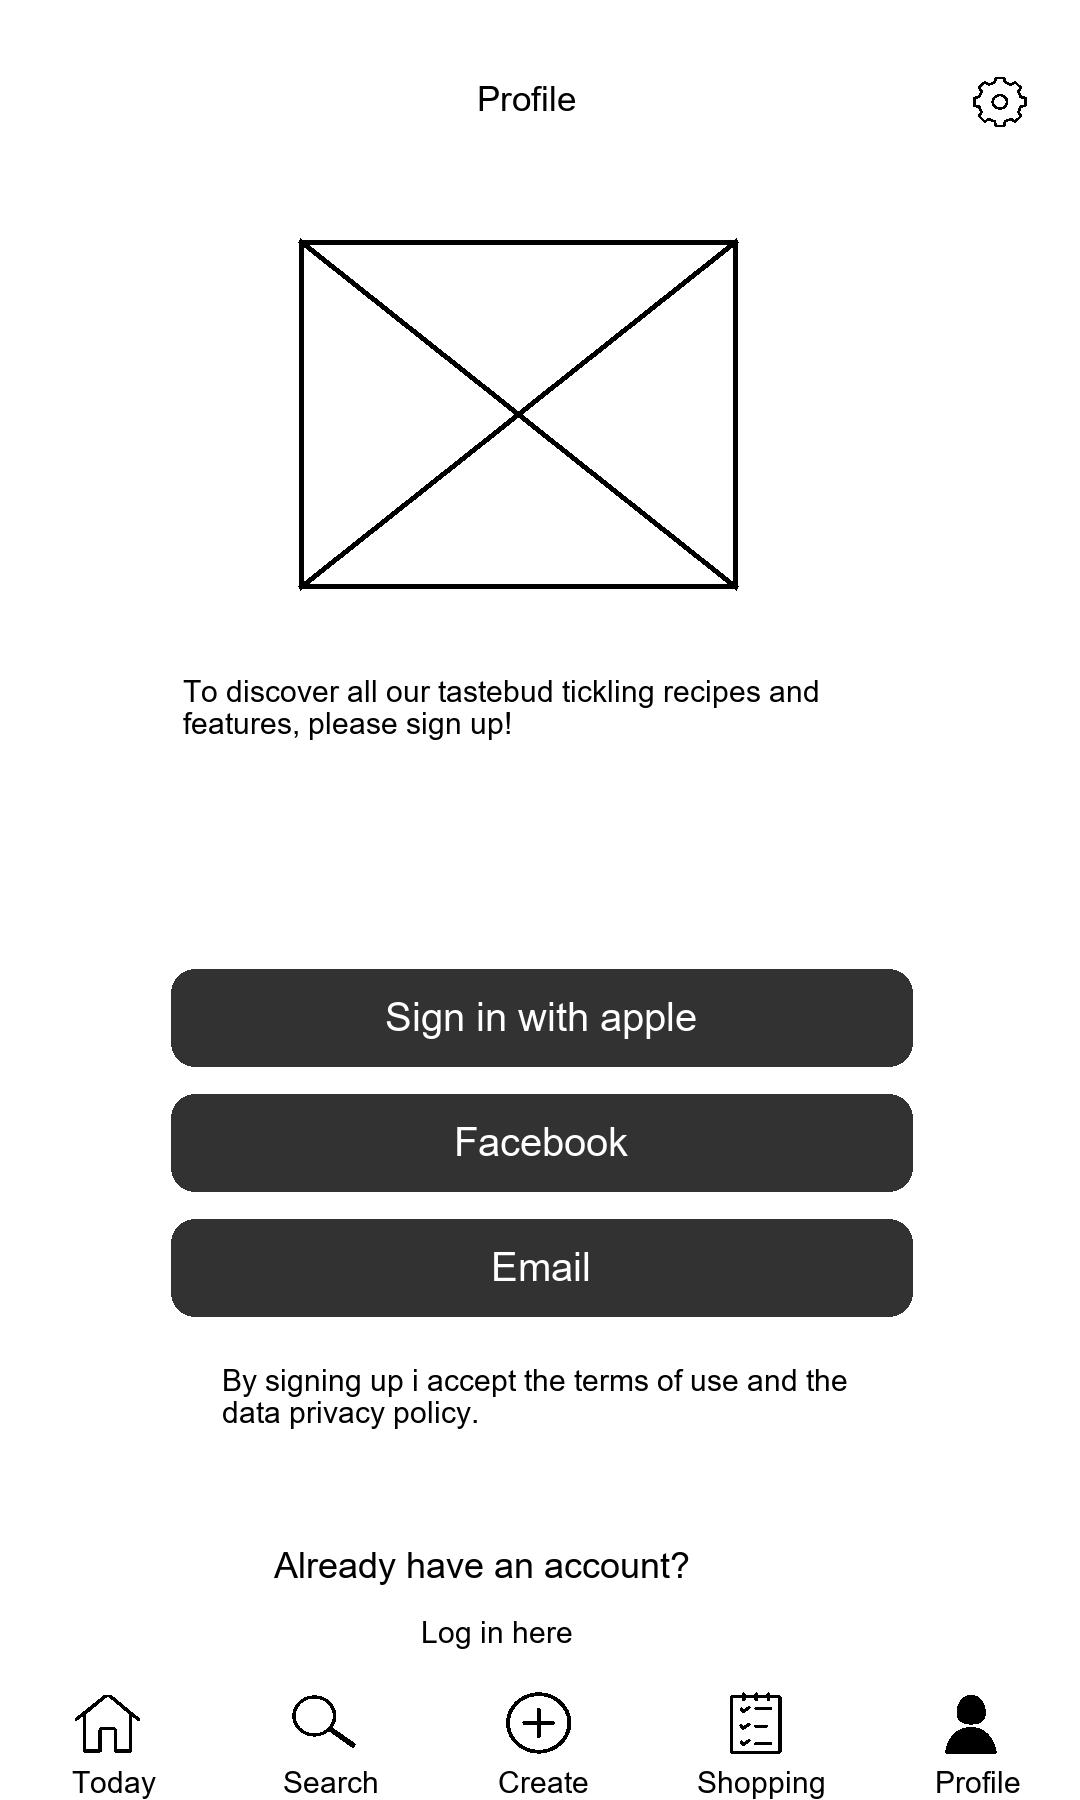 Profile
To discover all our tastebud tickling recipes and
features, please sign up!
Sign in with apple
Facebook
Email
By signing up i accept the terms of use and the
data privacy policy.
Already have an account?
Log in here
Today
Search
Create
Shopping
Profile